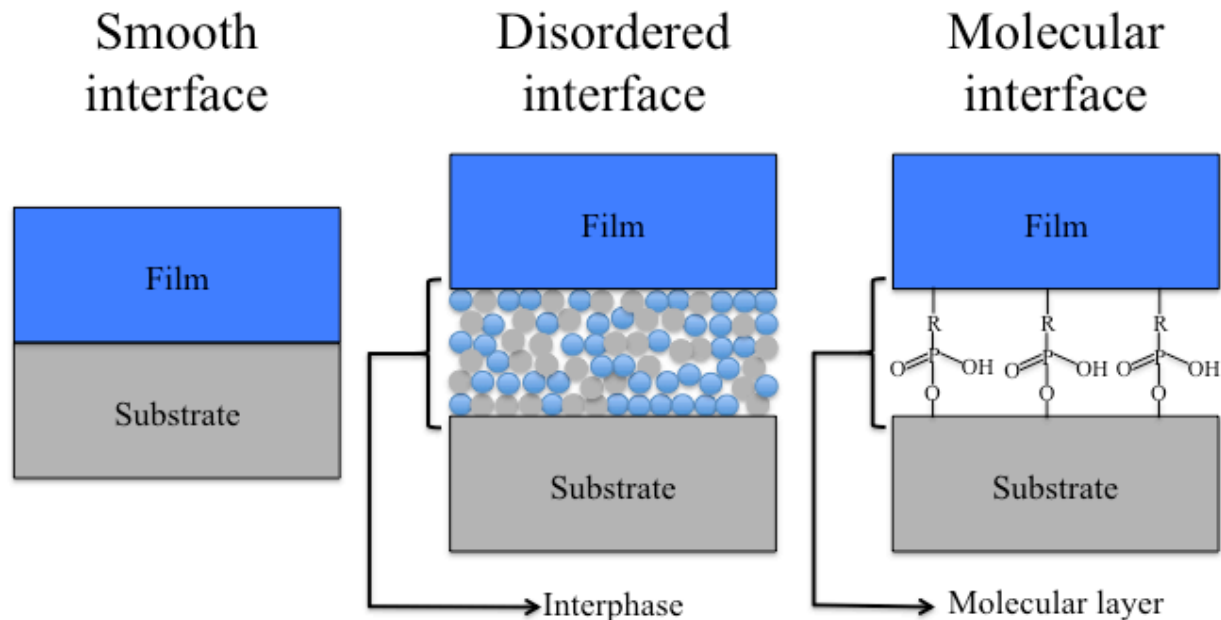 Smooth
interface
Disordered
interface
Molecular
interface
Film
Substrate
Film
Substrate
Interphase
Film
R
R
R
O
P
OH
O
P
OH
O
P
OH
O
O
O
Substrate
Molecular layer